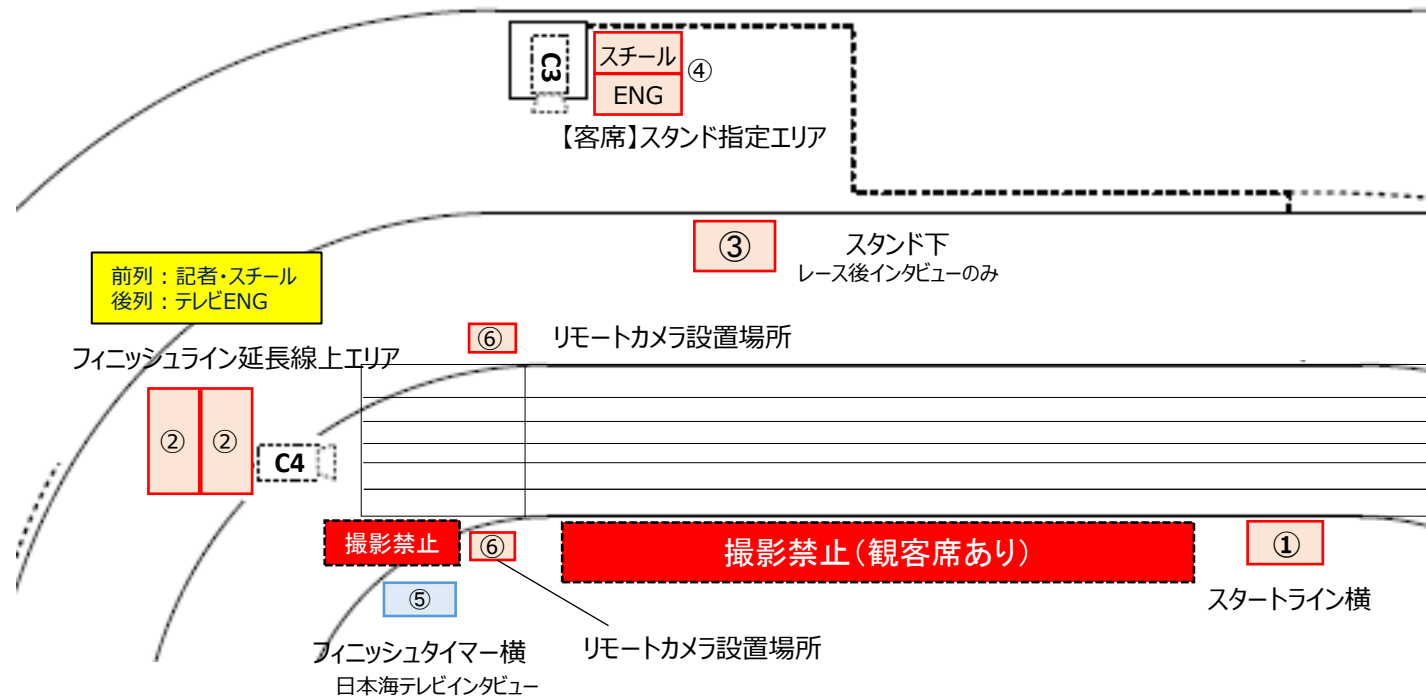 C3
スチール
ENG
④
【客席】スタンド指定エリア
③
スタンド下
レース後インタビューのみ
前列：記者・スチール
後列：テレビENG
⑥
リモートカメラ設置場所
フィニッシュライン延長線上エリア
②
②
C4
撮影禁止
⑥
撮影禁止（観客席あり）
①
⑤
スタートライン横
フィニッシュタイマー横
日本海テレビインタビュー
リモートカメラ設置場所